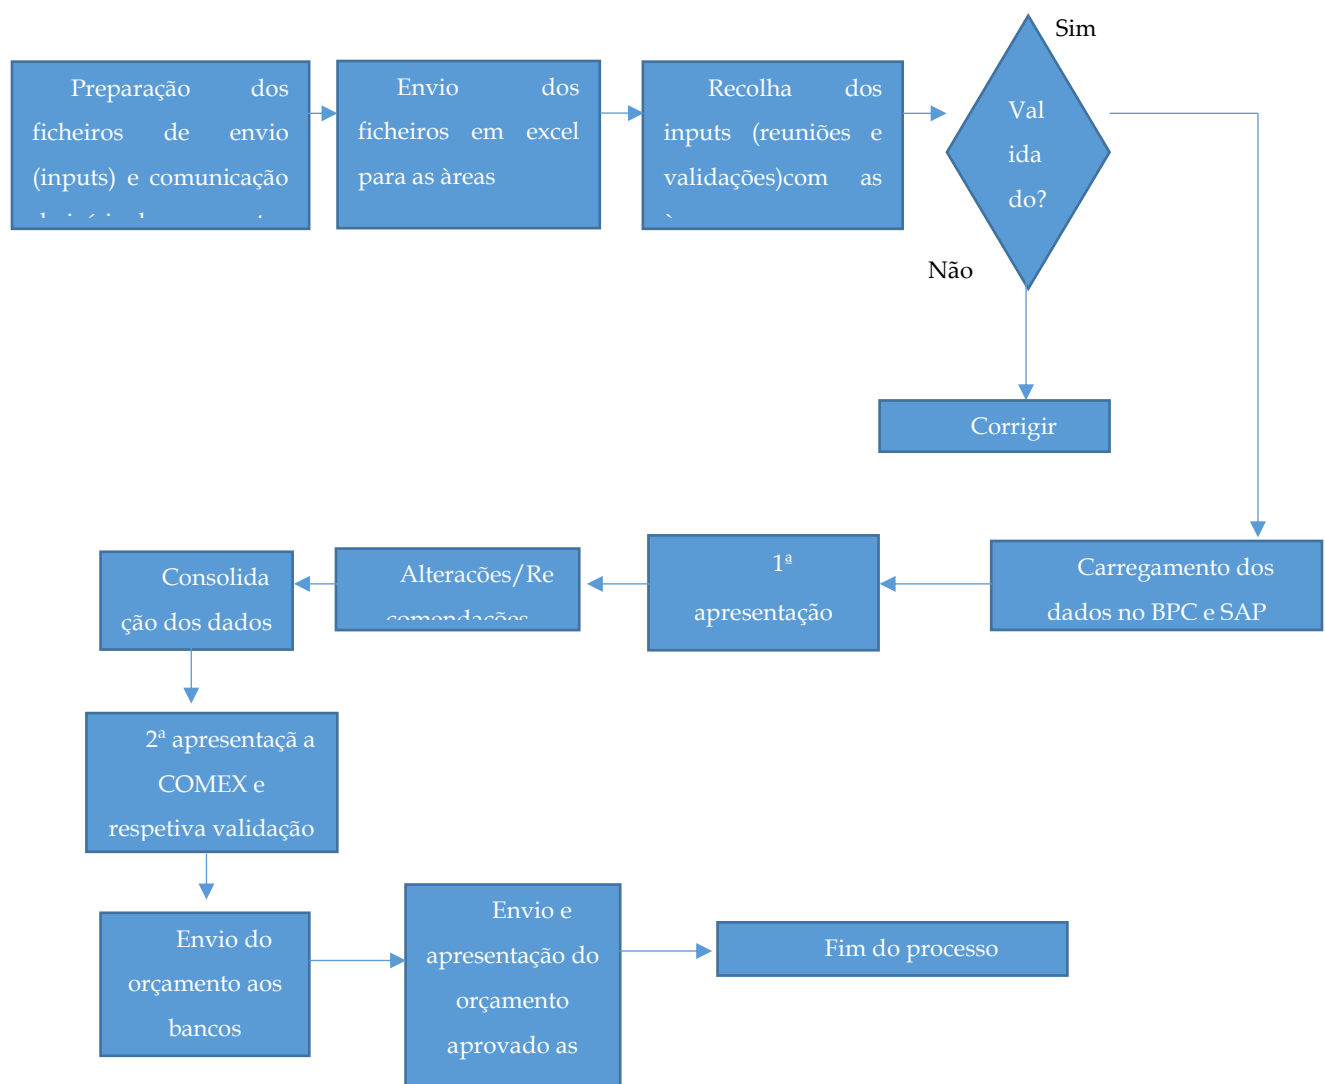 Sim
Preparação dos
ficheiros de envio
(inputs) e comunicação
Envio dos
ficheiros em excel
para as àreas
Recolha dos
inputs (reuniões e
validações)com as
Val
ida
do?
Não
Corrigir
Consolida
ção dos dados
Alterações/Re
comendações
1ª
apresentação
Carregamento dos
dados no BPC e SAP
2ª apresentaçã a
COMEX e
respetiva validação
Envio do
orçamento aos
bancos
Envio e
apresentação do
orçamento
aprovado as
Fim do processo